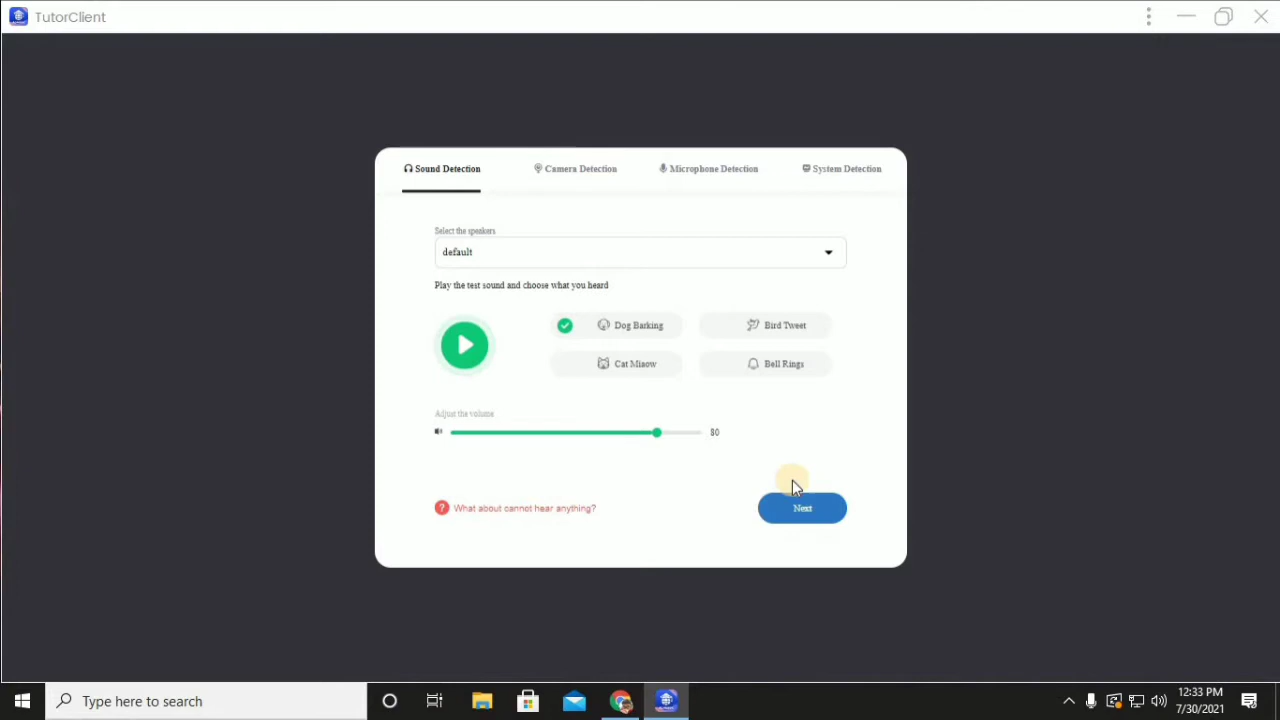 TutorClient
Sound Detection Camera Detection Microphone Detection System Detection
Select the speakers
default
Play the test sound and choose what you heard
Dog Barking Bird Tweet
Cat Miaow Bell Rings
Adjust the volume
80
? What about cannot hear anything?
Next
Type here to search
12:33 PM
7/30/2021